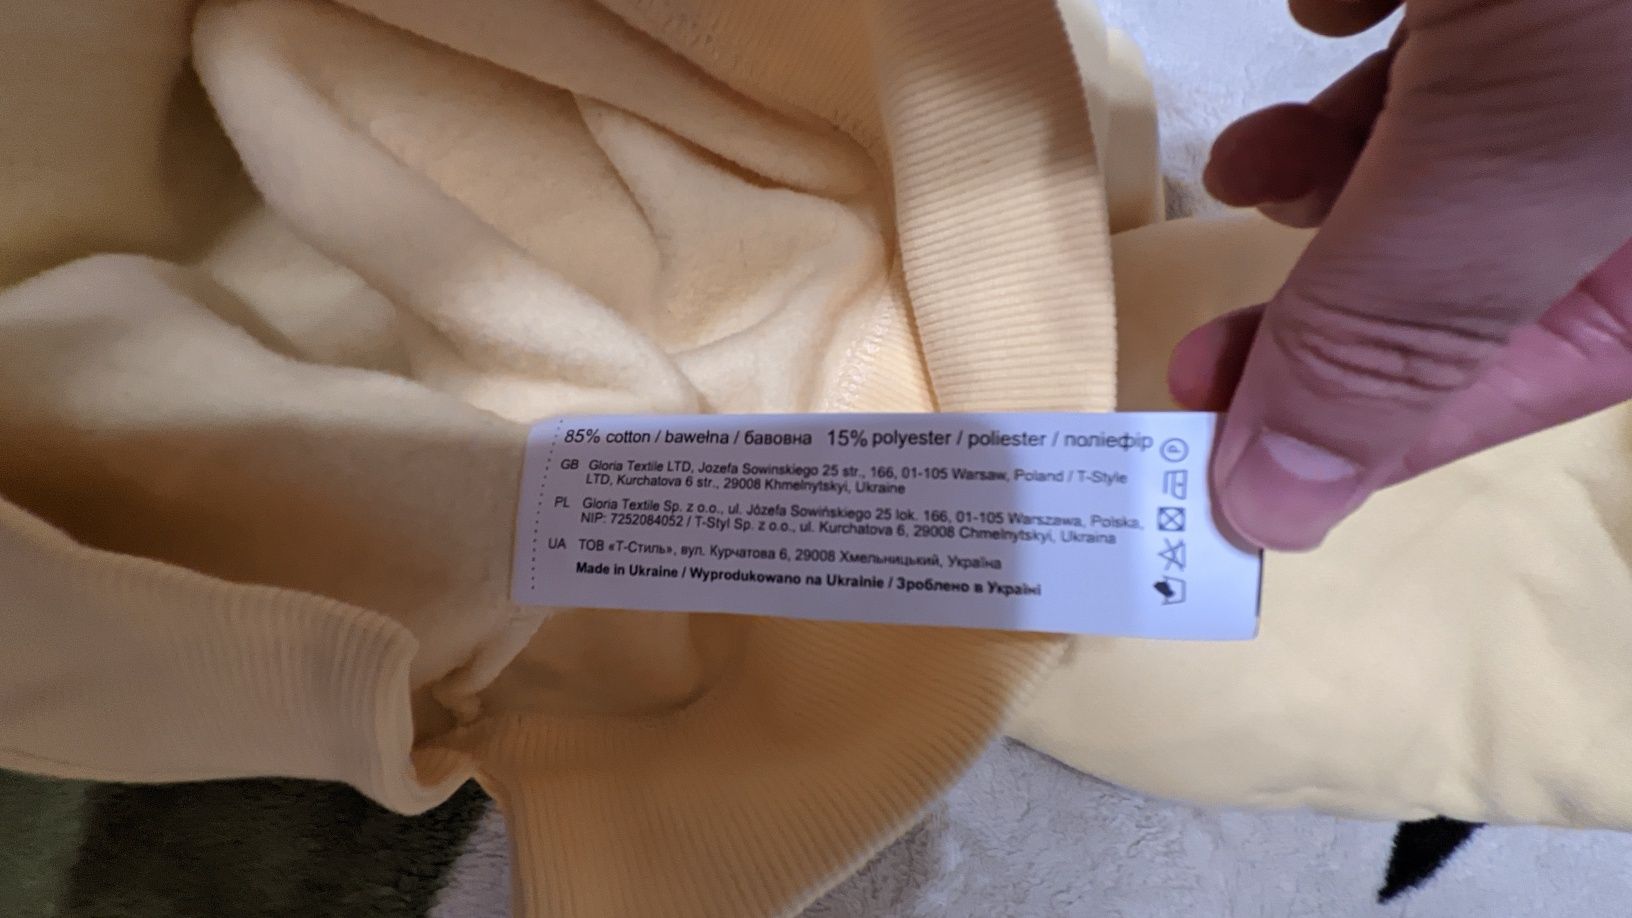 85% cotton / bawełna / бавовна 15% polyester / poliester / поліефір
GB Gloria Textile LTD, Jozefa Sowinskiego 25 str., 166, 01-105 Warsaw, Poland / T-Style
LTD, Kurchatova 6 str., 29008 Khmelnytskyi, Ukraine
PL Gloria Textile Sp. z o.o., ul. Józefa Sowińskiego 25 lok. 166, 01-105 Warszawa, Polska,
NIP: 7252084052 / T-Styl Sp. z o.o., ul. Kurchatova 6, 29008 Chmelnytskyi, Ukraina
UA ТОВ «Т-Стиль», вул. Курчатова 6, 29008 Хмельницький, Україна
Made in Ukraine / Wyprodukowano na Ukrainie / Зроблено в Україні
P